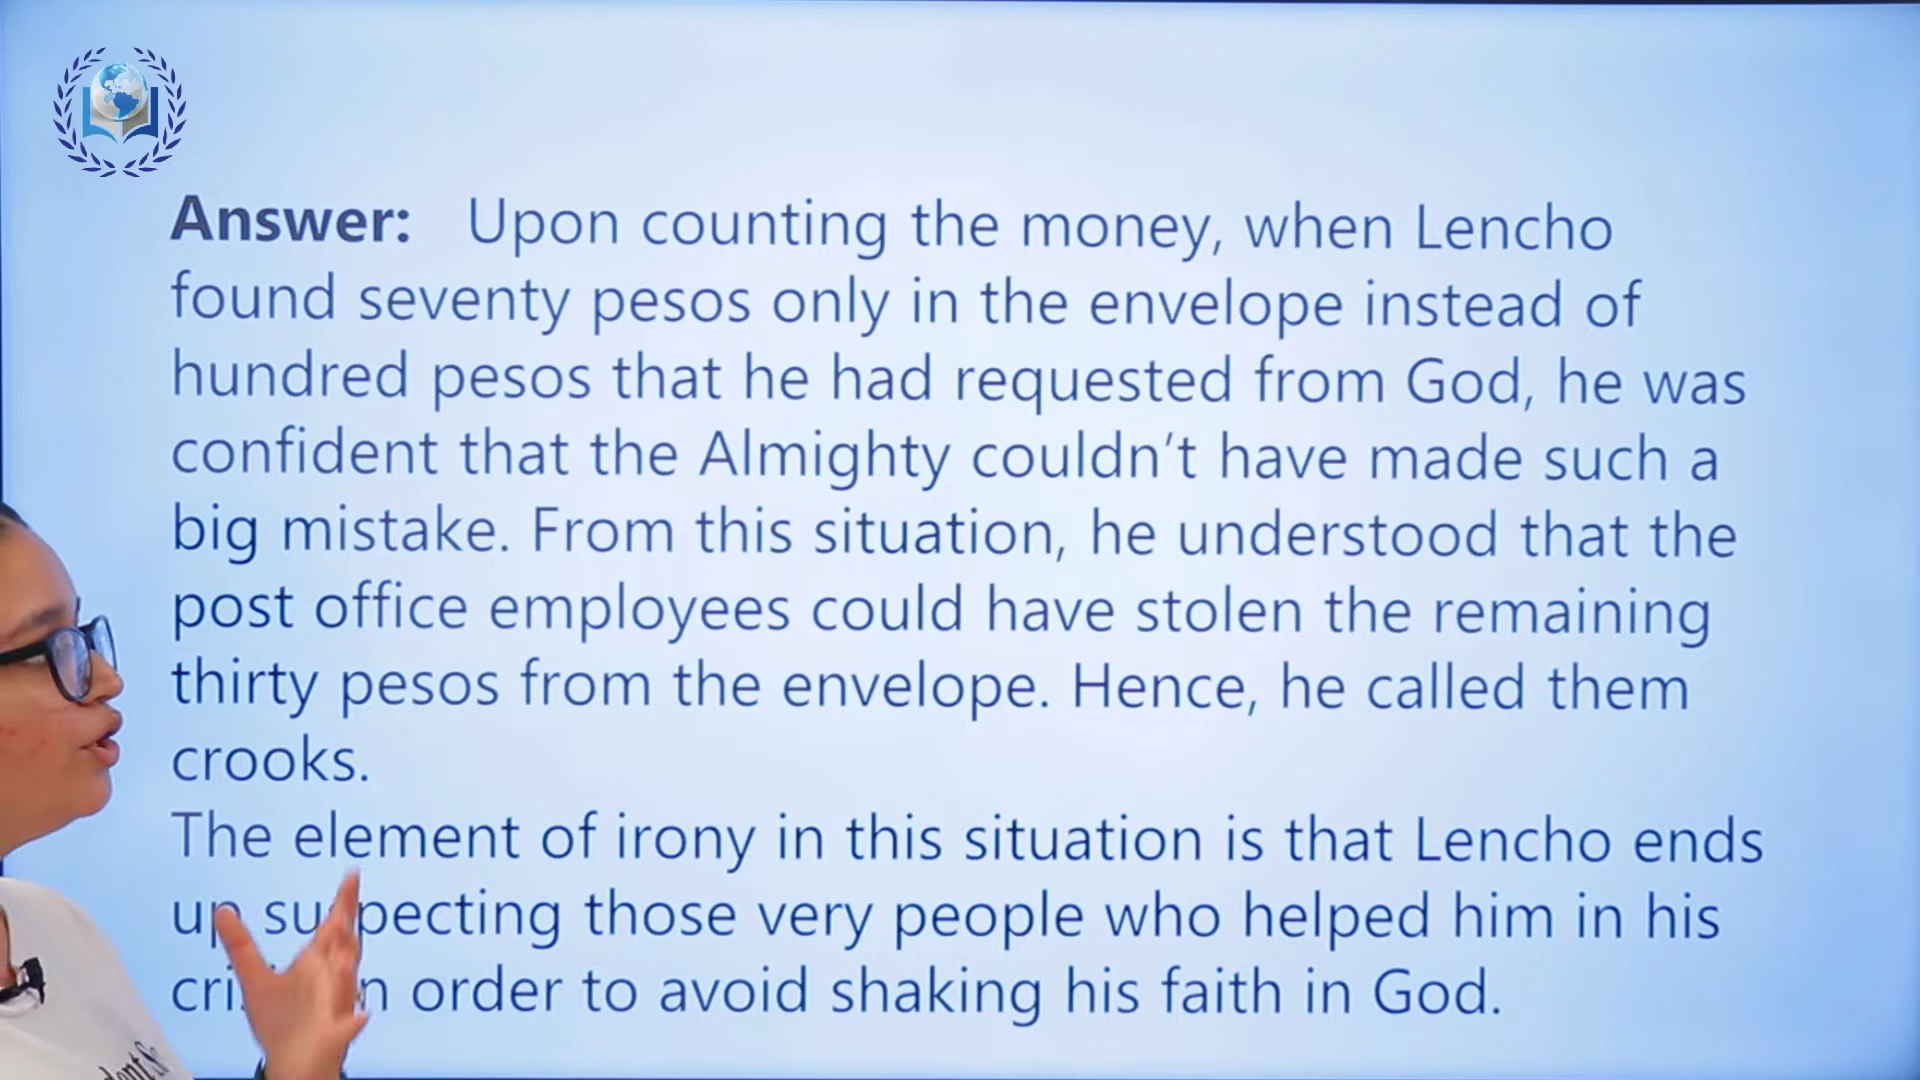 Answer: Upon counting the money, when Lencho
found seventy pesos only in the envelope instead of
hundred pesos that he had requested from God, he was
confident that the Almighty couldn’t have made such a
big mistake. From this situation, he understood that the
post office employees could have stolen the remaining
thirty pesos from the envelope. Hence, he called them
crooks.
The element of irony in this situation is that Lencho ends
up suspecting those very people who helped him in his
order to avoid shaking his faith in God.